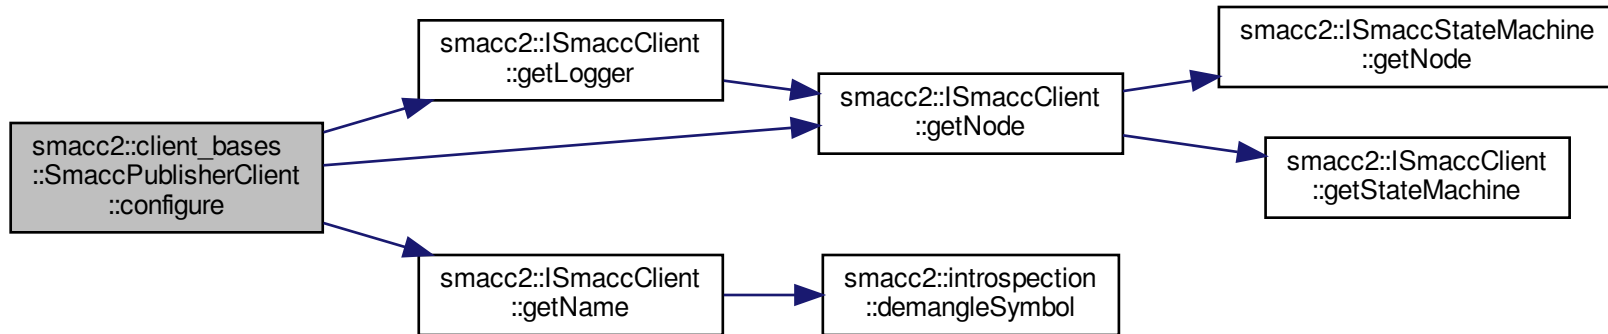 smacc2::client_bases
::SmaccPublisherClient
::configure
smacc2::ISmaccClient
::getLogger
smacc2::ISmaccClient
::getName
smacc2::ISmaccClient
::getNode
smacc2::introspection
::demangleSymbol
smacc2::ISmaccStateMachine
::getNode
smacc2::ISmaccClient
::getStateMachine